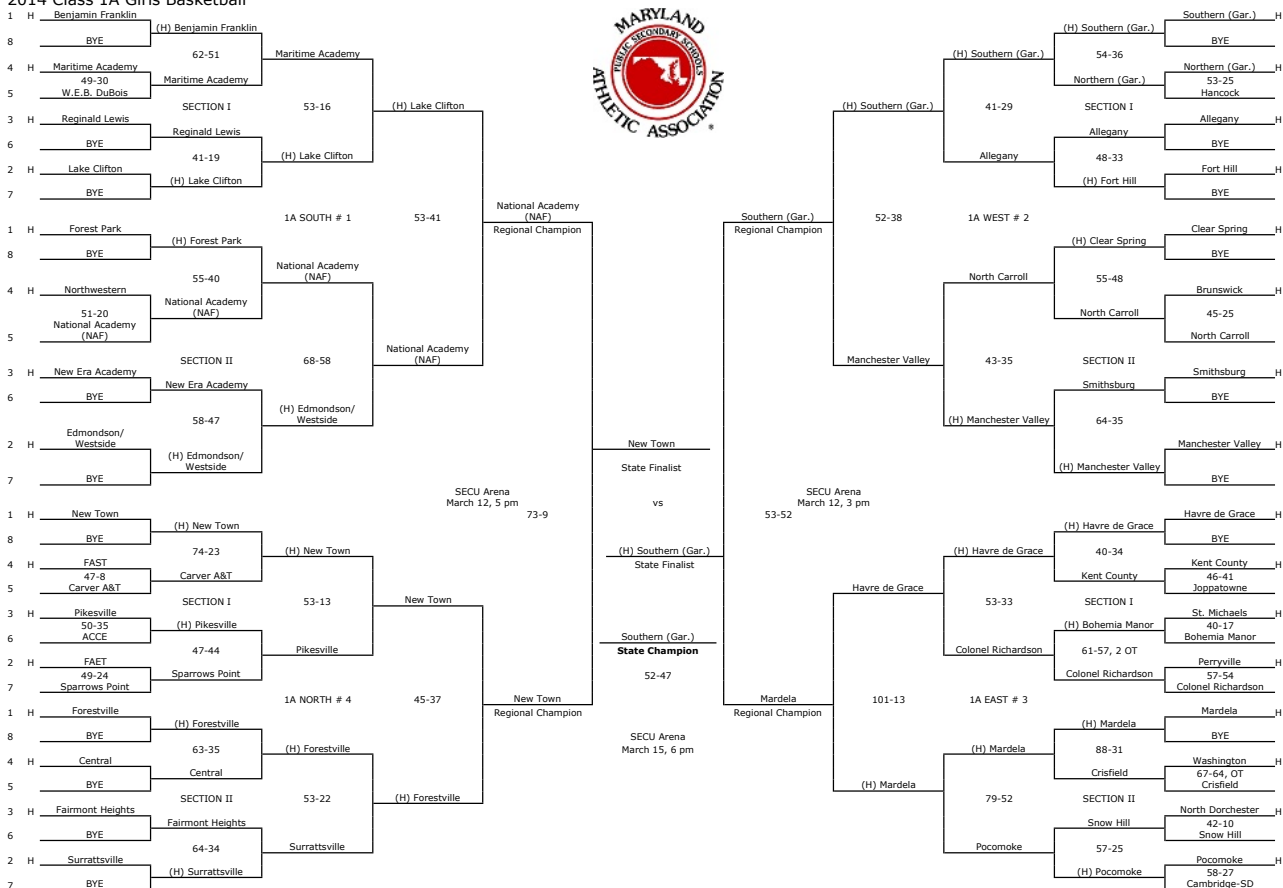 2014 Class 1A Girls Basketball
1 H Benjamin Franklin
8 BYE
(H) Benjamin Franklin
62-51
4 H Maritime Academy
49-30
5 W.E.B. DuBois
Maritime Academy
Maritime Academy
SECTION I
53-16
3 H Reginald Lewis
6 BYE
Reginald Lewis
41-19
2 H Lake Clifton
7 BYE
(H) Lake Clifton
(H) Lake Clifton
(H) Lake Clifton
1A SOUTH # 1
53-41
National Academy
(NAF)
Regional Champion
1 H Forest Park
8 BYE
(H) Forest Park
55-40
4 H Northwestern
51-20
National Academy
5 (NAF)
National Academy
(NAF)
National Academy
(NAF)
SECTION II
68-58
National Academy
(NAF)
3 H New Era Academy
6 BYE
New Era Academy
58-47
Edmondson/
2 H Westside
7 BYE
(H) Edmondson/
Westside
(H) Edmondson/
Westside
SECU Arena
March 12, 5 pm
73-9
1 H New Town
8 BYE
(H) New Town
74-23
4 H FAST
47-8
5 Carver A&T
Carver A&T
(H) New Town
SECTION I
53-13
New Town
3 H Pikesville
50-35
6 ACCE
(H) Pikesville
47-44
2 H FAET
49-24
7 Sparrows Point
Sparrows Point
Pikesville
1A NORTH # 4
45-37
New Town
Regional Champion
1 H Forestville
8 BYE
(H) Forestville
63-35
4 H Central
5 BYE
Central
(H) Forestville
SECTION II
53-22
(H) Forestville
3 H Fairmont Heights
6 BYE
Fairmont Heights
64-34
2 H Surrattsville
7 BYE
(H) Surrattsville
Surrattsville
MARYLAND
PUBLIC SECONDARY SCHOOLS
ATHLETIC ASSOCIATION
®
New Town
State Finalist
vs
(H) Southern (Gar.)
State Finalist
Southern (Gar.)
State Champion
52-47
SECU Arena
March 15, 6 pm
Southern (Gar.) H
BYE
(H) Southern (Gar.)
54-36
Northern (Gar.) H
53-25
Hancock
Northern (Gar.)
(H) Southern (Gar.)
SECTION I
41-29
(H) Southern (Gar.)
Allegany H
BYE
Allegany
48-33
Fort Hill H
BYE
(H) Fort Hill
Allegany
1A WEST # 2
52-38
Southern (Gar.)
Regional Champion
Clear Spring H
BYE
(H) Clear Spring
55-48
Brunswick H
45-25
North Carroll
North Carroll
North Carroll
SECTION II
43-35
Manchester Valley
Smithsburg H
BYE
Smithsburg
64-35
Manchester Valley H
BYE
(H) Manchester Valley
(H) Manchester Valley
SECU Arena
March 12, 3 pm
53-52
Havre de Grace H
BYE
(H) Havre de Grace
40-34
Kent County H
46-41
Joppatowne
Kent County
(H) Havre de Grace
SECTION I
53-33
Havre de Grace
St. Michaels H
40-17
Bohemia Manor
(H) Bohemia Manor
61-57, 2 OT
Perryville H
57-54
Colonel Richardson
Colonel Richardson
Colonel Richardson
1A EAST # 3
101-13
Mardela
Regional Champion
Mardela H
BYE
(H) Mardela
88-31
Washington H
67-64, OT
Crisfield
Crisfield
(H) Mardela
SECTION II
79-52
(H) Mardela
North Dorchester H
42-10
Snow Hill
Snow Hill
57-25
Pocomoke H
58-27
Cambridge-SD
(H) Pocomoke
Pocomoke